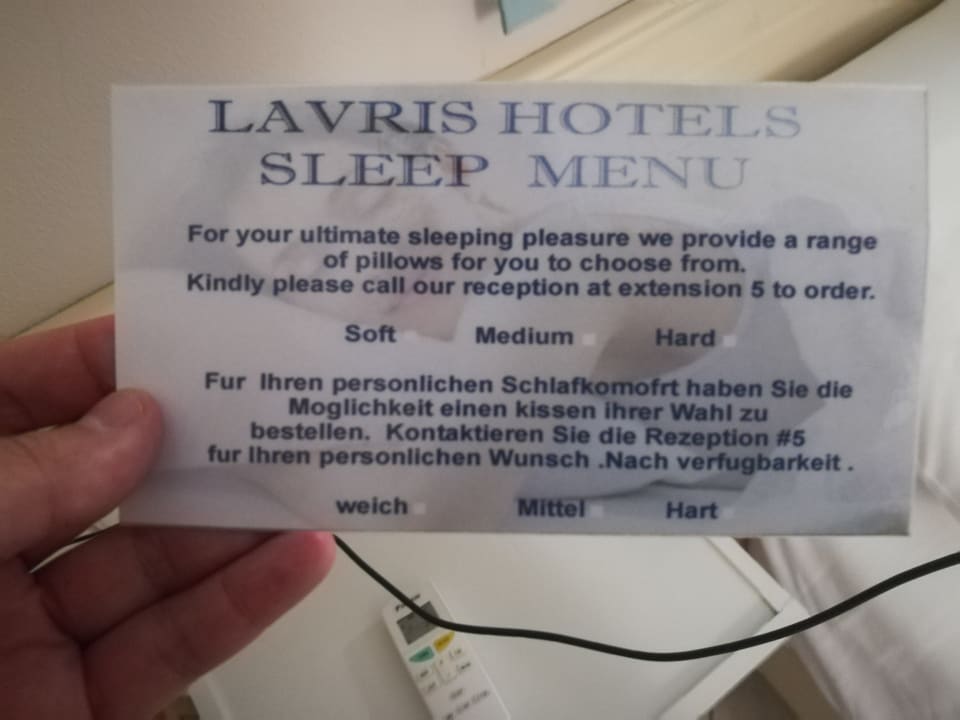 LAVRIS HOTELS
SLEEP MENU
For your ultimate sleeping pleasure we provide a range
of pillows for you to choose from.
Kindly please call our reception at extension 5 to order.
Soft Medium Hard
Fur Ihren personlichen Schlafkomofrt haben Sie die
Moglichkeit einen kissen ihrer Wahl zu
bestellen. Kontaktieren Sie die Rezeption #5
fur Ihren personlichen Wunsch .Nach verfugbarkeit .
weich Mittel Hart